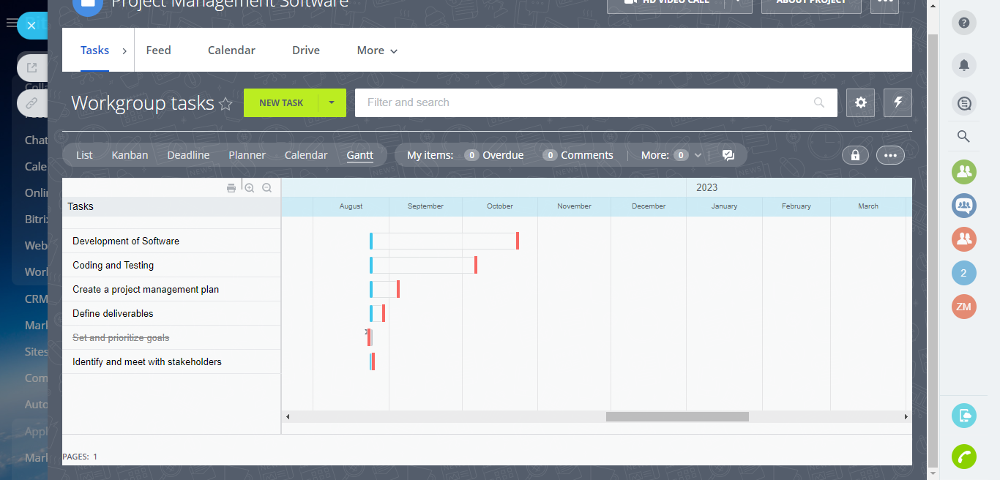 Project Management Software
HD VIDEO CALL
ABOUT PROJECT
Tasks
Feed
Calendar
Drive
More
Workgroup tasks
NEW TASK
Filter and search
List
Kanban
Deadline
Planner
Calendar
Gantt
My items:
0 Overdue
0 Comments
More: 0
Chat
Cale
Onlin
Bitrix
Web
Worl
CRM
Mark
Sites
Com
Auto
Appl
Mark
2023
Tasks
August
September
October
November
December
January
February
March
Development of Software
Coding and Testing
Create a project management plan
Define deliverables
Set and prioritize goals
Identify and meet with stakeholders
PAGES: 1
2
ZM
NEWS